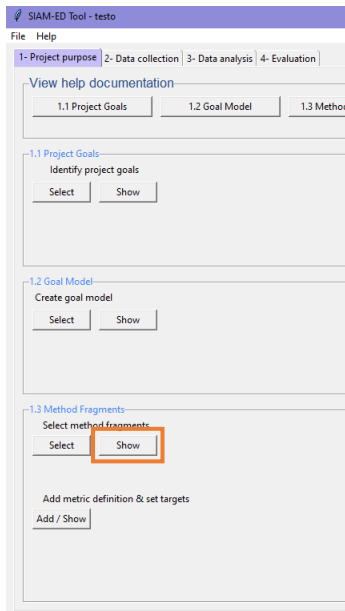 SIAM-ED Tool - testo
File Help
1- Project purpose 2- Data collection 3- Data analysis 4- Evaluation
View help documentation
1.1 Project Goals 1.2 Goal Model 1.3 Metho
1.1 Project Goals
Identify project goals
Select Show
1.2 Goal Model
Create goal model
Select Show
1.3 Method Fragments
Select method fragments
Select Show
Add metric definition & set targets
Add / Show